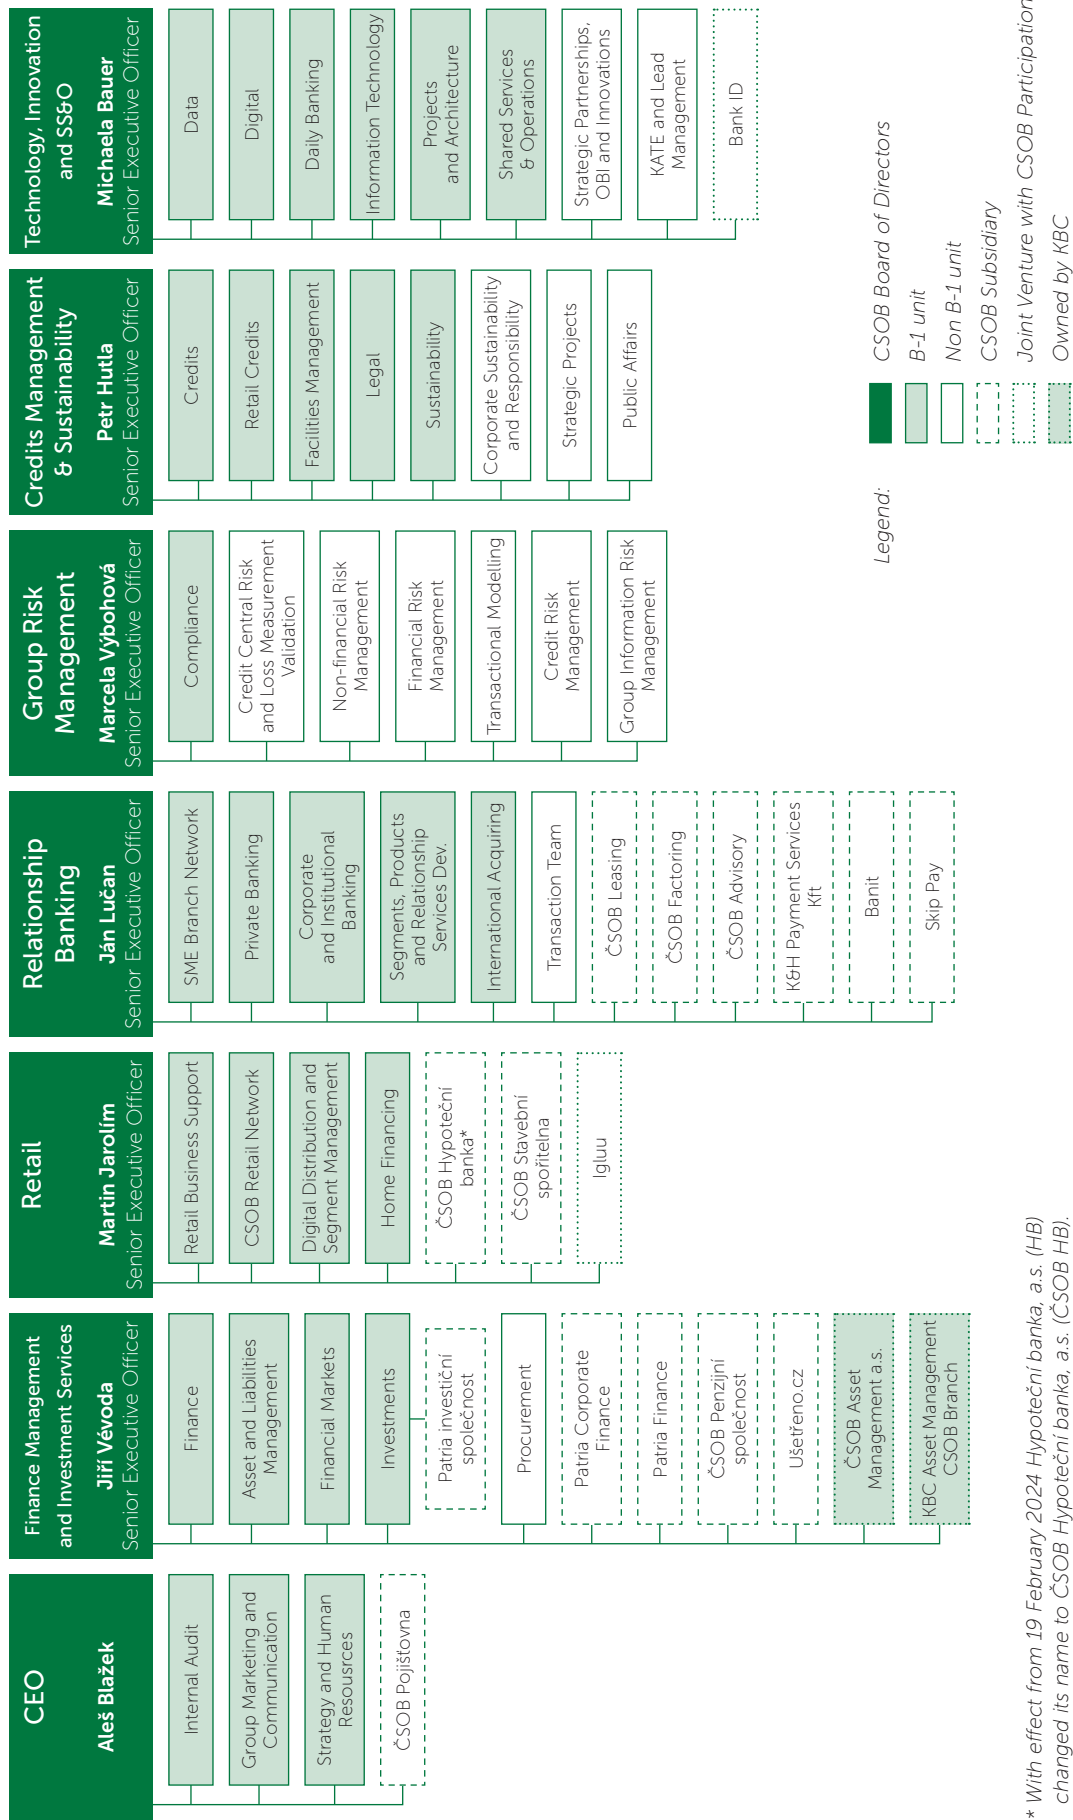 CEO
Aleš Blažek
Internal Audit
Group Marketing and
Communication
Strategy and Human
Resousrces
ČSOB Pojišťovna
Finance Management
and Investment Services
Jiří Vévoda
Senior Executive Officer
Finance
Asset and Liabilities
Management
Financial Markets
Investments
Patria investiční
společnost
Procurement
Patria Corporate
Finance
Patria Finance
ČSOB Penzijní
společnost
Ušetřeno.cz
ČSOB Asset
Management a.s.
KBC Asset Management
CSOB Branch
Retail
Martin Jarolím
Senior Executive Officer
Retail Business Support
CSOB Retail Network
Digital Distribution and
Segment Management
Home Financing
ČSOB Hypoteční
banka*
ČSOB Stavební
spořitelna
Igluu
Relationship
Banking
Ján Lučan
Senior Executive Officer
SME Branch Network
Private Banking
Corporate
and Institutional
Banking
Segments, Products
and Relationship
Services Dev.
International Acquiring
Transaction Team
ČSOB Leasing
ČSOB Factoring
ČSOB Advisory
K&H Payment Services
Kft
Banit
Skip Pay
Group Risk
Management
Marcela Výbohová
Senior Executive Officer
Compliance
Credit Central Risk
and Loss Measurement
Validation
Non-financial Risk
Management
Financial Risk
Management
Transactional Modelling
Credit Risk
Management
Group Information Risk
Management
Credits Management
& Sustainability
Petr Hutla
Senior Executive Officer
Credits
Retail Credits
Facilities Management
Legal
Sustainability
Corporate Sustainability
and Responsibility
Strategic Projects
Public Affairs
Technology, Innovation
and SS&O
Michaela Bauer
Senior Executive Officer
Data
Digital
Daily Banking
Information Technology
Projects
and Architecture
Shared Services
& Operations
Strategic Partnerships,
OBI and Innovations
KATE and Lead
Management
Bank ID
Legend:
CSOB Board of Directors
B-1 unit
Non B-1 unit
CSOB Subsidiary
Joint Venture with CSOB Participation
Owned by KBC
* With effect from 19 February 2024 Hypoteční banka, a.s. (HB)
changed its name to ČSOB Hypoteční banka, a.s. (ČSOB HB).